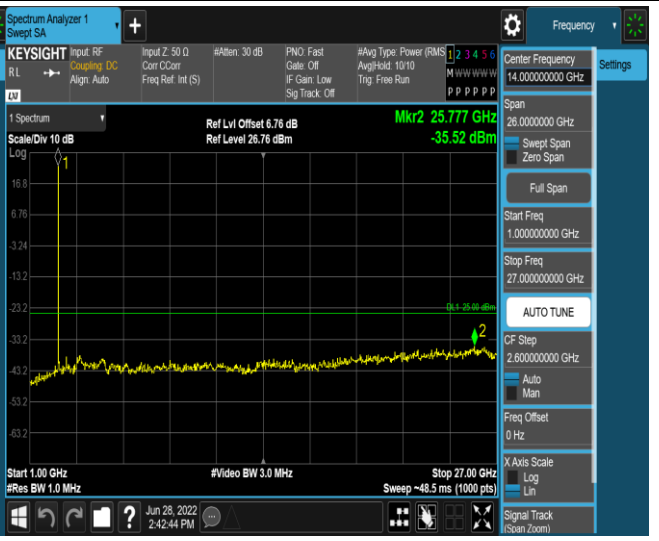 Spectrum Analyzer 1
Swept SA
Frequency
KEYSIGHT
RL
LXI
Input: RF
Coupling: DC
Align: Auto
Input Z: 50 Ω
Corr CCorr
Freq Ref: Int (S)
#Atten: 30 dB
PNO: Fast
Gate: Off
IF Gain: Low
Sig Track: Off
#Avg Type: Power (RMS
Avg|Hold: 10/10
Trig: Free Run
1 2 3 4 5 6
M W W W W W
P P P P P P
1 Spectrum
Scale/Div 10 dB
Ref Lvl Offset 6.76 dB
Ref Level 26.76 dBm
Mkr2 25.777 GHz
-35.52 dBm
Log
1
16.8
6.76
-3.24
-13.2
-23.2
DL1 -25.00 dBm
-33.2
2
-43.2
-53.2
-63.2
Start 1.00 GHz
#Video BW 3.0 MHz
Stop 27.00 GHz
#Res BW 1.0 MHz
Sweep ~48.5 ms (1000 pts)
Jun 28, 2022
2:42:44 PM
Center Frequency
14.000000000 GHz
Settings
Span
26.0000000 GHz
Swept Span
Zero Span
Full Span
Start Freq
1.000000000 GHz
Stop Freq
27.000000000 GHz
AUTO TUNE
CF Step
2.600000000 GHz
Auto
Man
Freq Offset
0 Hz
X Axis Scale
Log
Lin
Signal Track
(Span Zoom)